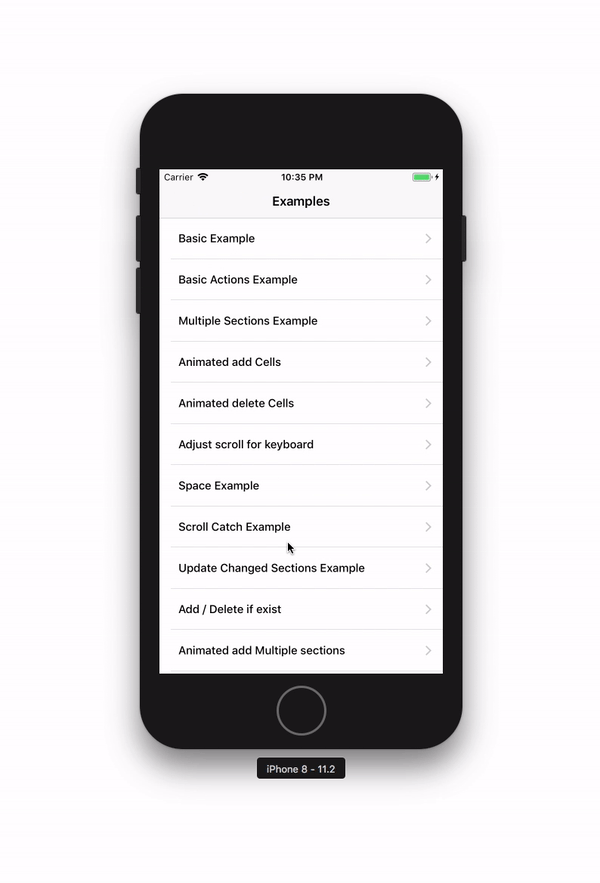 Carrier 10:35 PM
Examples
Basic Example
Basic Actions Example
Multiple Sections Example
Animated add Cells
Animated delete Cells
Adjust scroll for keyboard
Space Example
Scroll Catch Example
Update Changed Sections Example
Add / Delete if exist
Animated add Multiple sections
iPhone 8 - 11.2